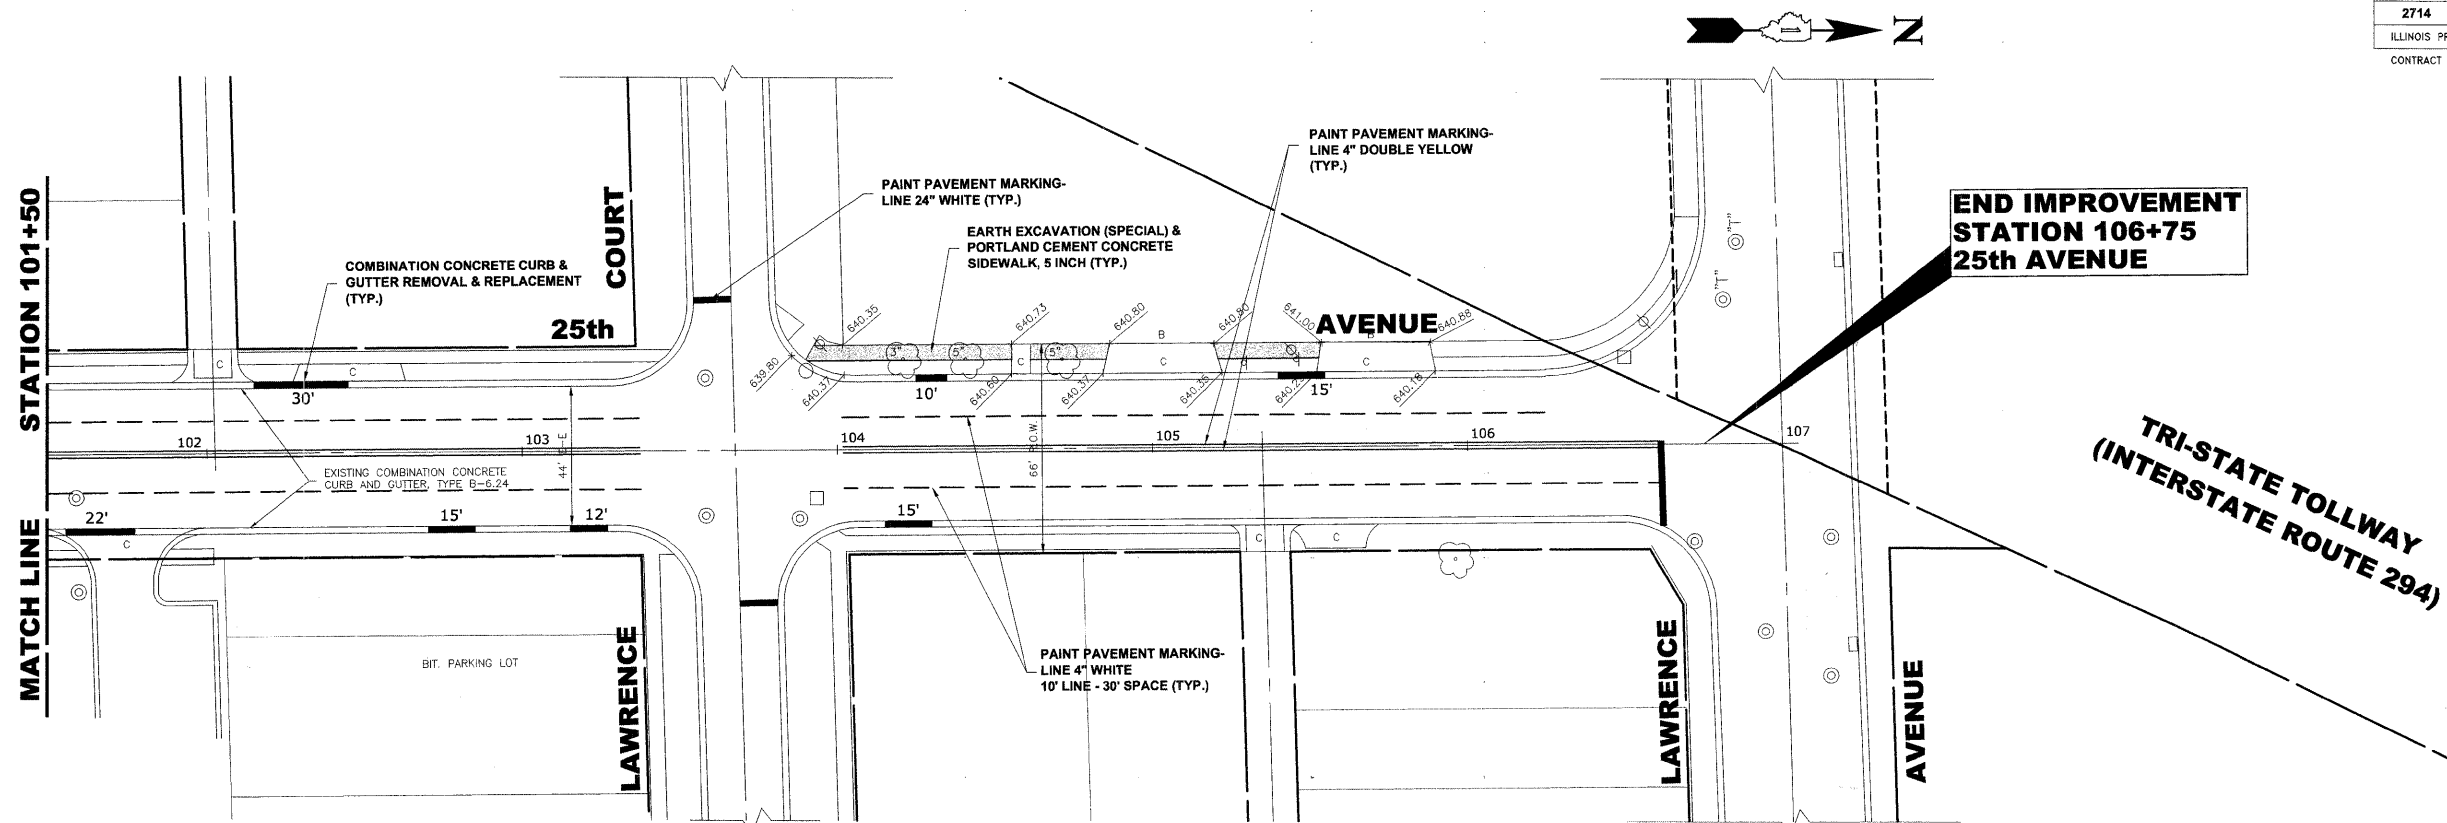 2714
ILLINOIS PR
CONTRACT
N
MATCH LINE STATION 101+50
COMBINATION CONCRETE CURB &
GUTTER REMOVAL & REPLACEMENT
(TYP.)
PAINT PAVEMENT MARKING-
LINE 24" WHITE (TYP.)
EARTH EXCAVATION (SPECIAL) &
PORTLAND CEMENT CONCRETE
SIDEWALK, 5 INCH (TYP.)
PAINT PAVEMENT MARKING-
LINE 4" DOUBLE YELLOW
(TYP.)
END IMPROVEMENT
STATION 106+75
25th AVENUE
"T"
"T"
25th AVENUE
COURT
640.35
640.73
640.80
640.80
641.00
640.88
B
B
3"
5"
5"
C
C
C
C
C
C
639.80
640.37
640.60
640.37
640.35
640.18
30'
10'
15'
102
103
104
105
106
107
44' E-E
66' R.O.W.
EXISTING COMBINATION CONCRETE
CURB AND GUTTER, TYPE B-6.24
22'
15'
12'
15'
C
C
C
BIT. PARKING LOT
LAWRENCE
PAINT PAVEMENT MARKING-
LINE 4" WHITE
10' LINE - 30' SPACE (TYP.)
LAWRENCE
AVENUE
TRI-STATE TOLLWAY
(INTERSTATE ROUTE 294)